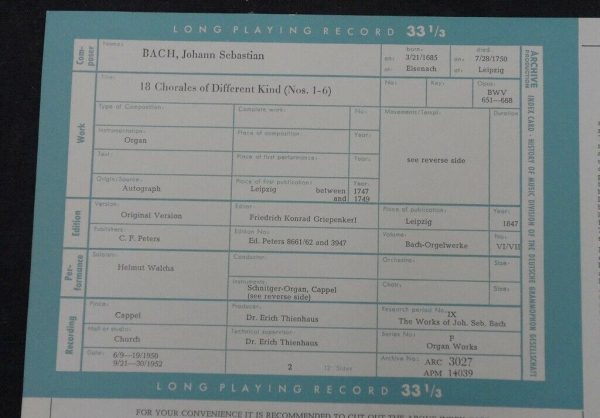 LONG PLAYING RECORD 33 1/3
Composer
Name:
BACH, Johann Sebastian
born:
on: 3/21/1685
at: Eisenach
died:
on: 7/28/1750
at: Leipzig
Work
Title:
18 Chorales of Different Kind (Nos. 1-6)
No.:
Key:
Opus:
BWV
651—668
Type of Composition:
Complete work:
No.:
Movements/Tempi:
Duration
see reverse side
Instrumentation:
Organ
Place of composition:
Year:
Text:
Place of first performance:
Year:
Origin/Source:
Autograph
Place of first publication:
Leipzig
between
and
Year:
1747
1749
Edition
Version:
Original Version
Editor:
Friedrich Konrad Griepenkerl
Place of publication:
Leipzig
Year:
1847
Publishers:
C. F. Peters
Edition No.:
Ed. Peters 8661/62 and 3947
Volume:
Bach-Orgelwerke
No.:
VI/VII
Performance
Soloists:
Helmut Walcha
Conductor:
Orchestra:
Size:
Instruments:
Schnitger-Organ, Cappel
(see reverse side)
Choir:
Size:
Recording
Place:
Cappel
Producer:
Dr. Erich Thienhaus
Research period No.:
IX
The Works of Joh. Seb. Bach
Hall or studio:
Church
Technical supervisor:
Dr. Erich Thienhaus
Series No.:
F
Organ Works
Date:
6/9—19/1950
9/21—30/1952
2
12" Sides
Archive No.:
ARC 3027
APM 14039
LONG PLAYING RECORD 33 1/3
ARCHIVE
PRODUCTION
INDEX CARD - HISTORY OF MUSIC DIVISION OF THE DEUTSCHE GRAMMOPHON GESELLSCHAFT
FOR YOUR CONVENIENCE IT IS RECOMMENDED TO CUT OUT THE ABOVE INDEX CARD